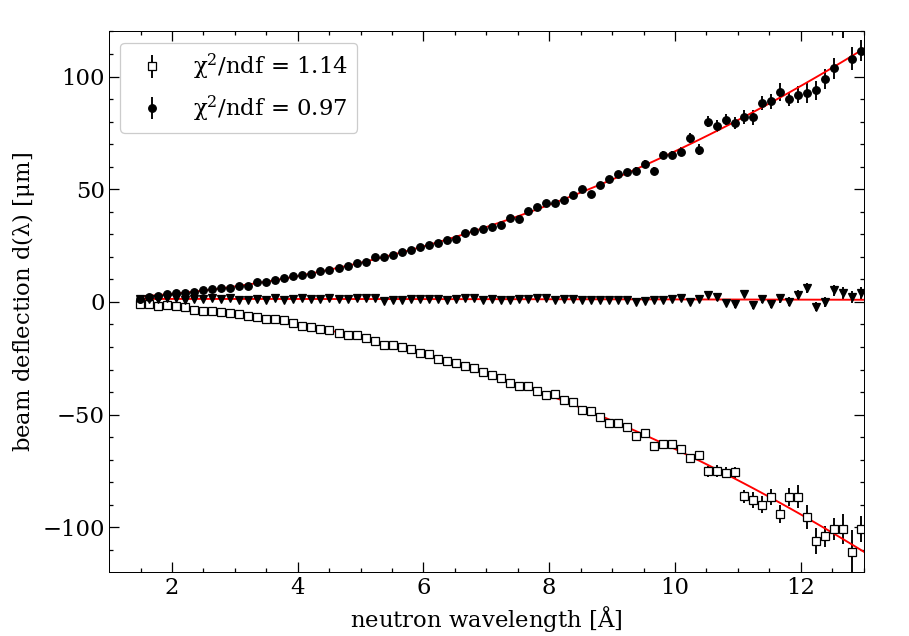 χ²/ndf = 1.14
χ²/ndf = 0.97
100
50
0
−50
−100
beam deflection d(λ) [μm]
2 4 6 8 10 12
neutron wavelength [Å]